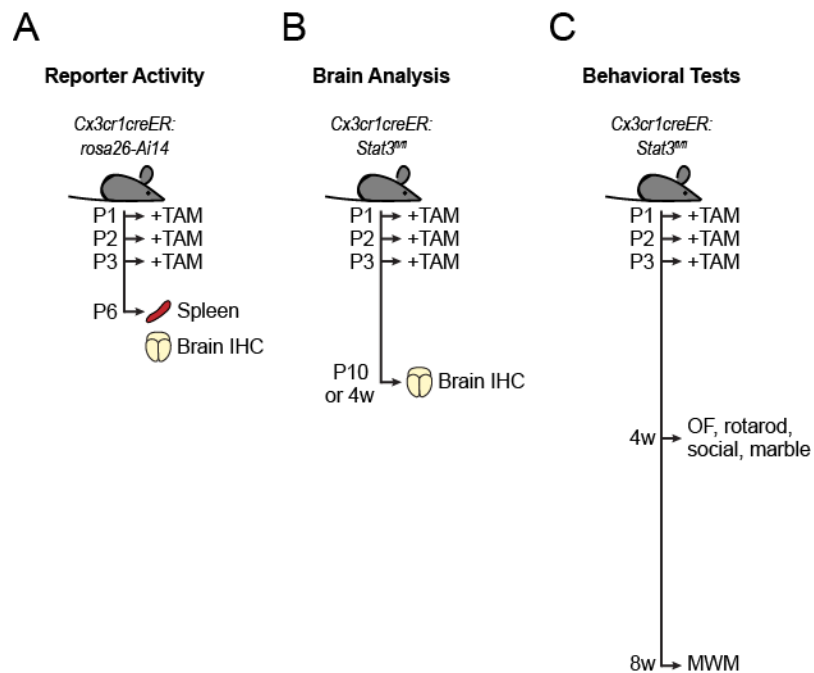 A
Reporter Activity
Cx3cr1creER:
rosa26-Ai14
P1 +TAM
P2 +TAM
P3 +TAM
P6 Spleen
Brain IHC
B
Brain Analysis
Cx3cr1creER:
Stat3fl/fl
P1 +TAM
P2 +TAM
P3 +TAM
P10
or 4w Brain IHC
C
Behavioral Tests
Cx3cr1creER:
Stat3fl/fl
P1 +TAM
P2 +TAM
P3 +TAM
4w OF, rotarod,
social, marble
8w MWM